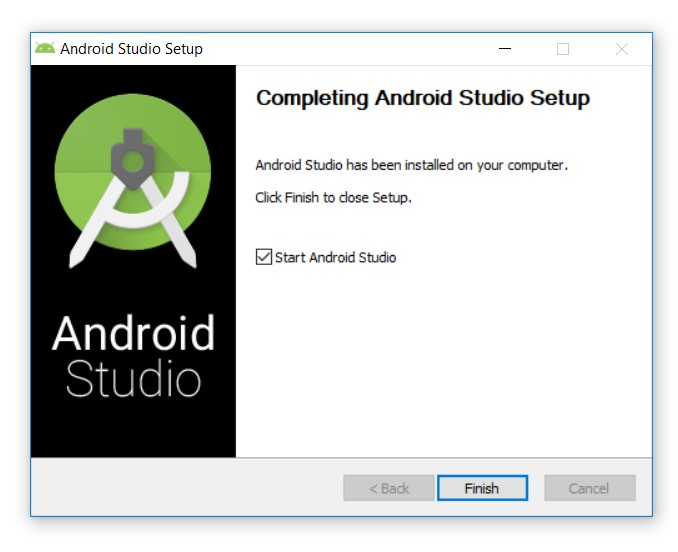 Android Studio Setup
Android
Studio
Completing Android Studio Setup
Android Studio has been installed on your computer.
Click Finish to close Setup.
Start Android Studio
< Back
Finish
Cancel